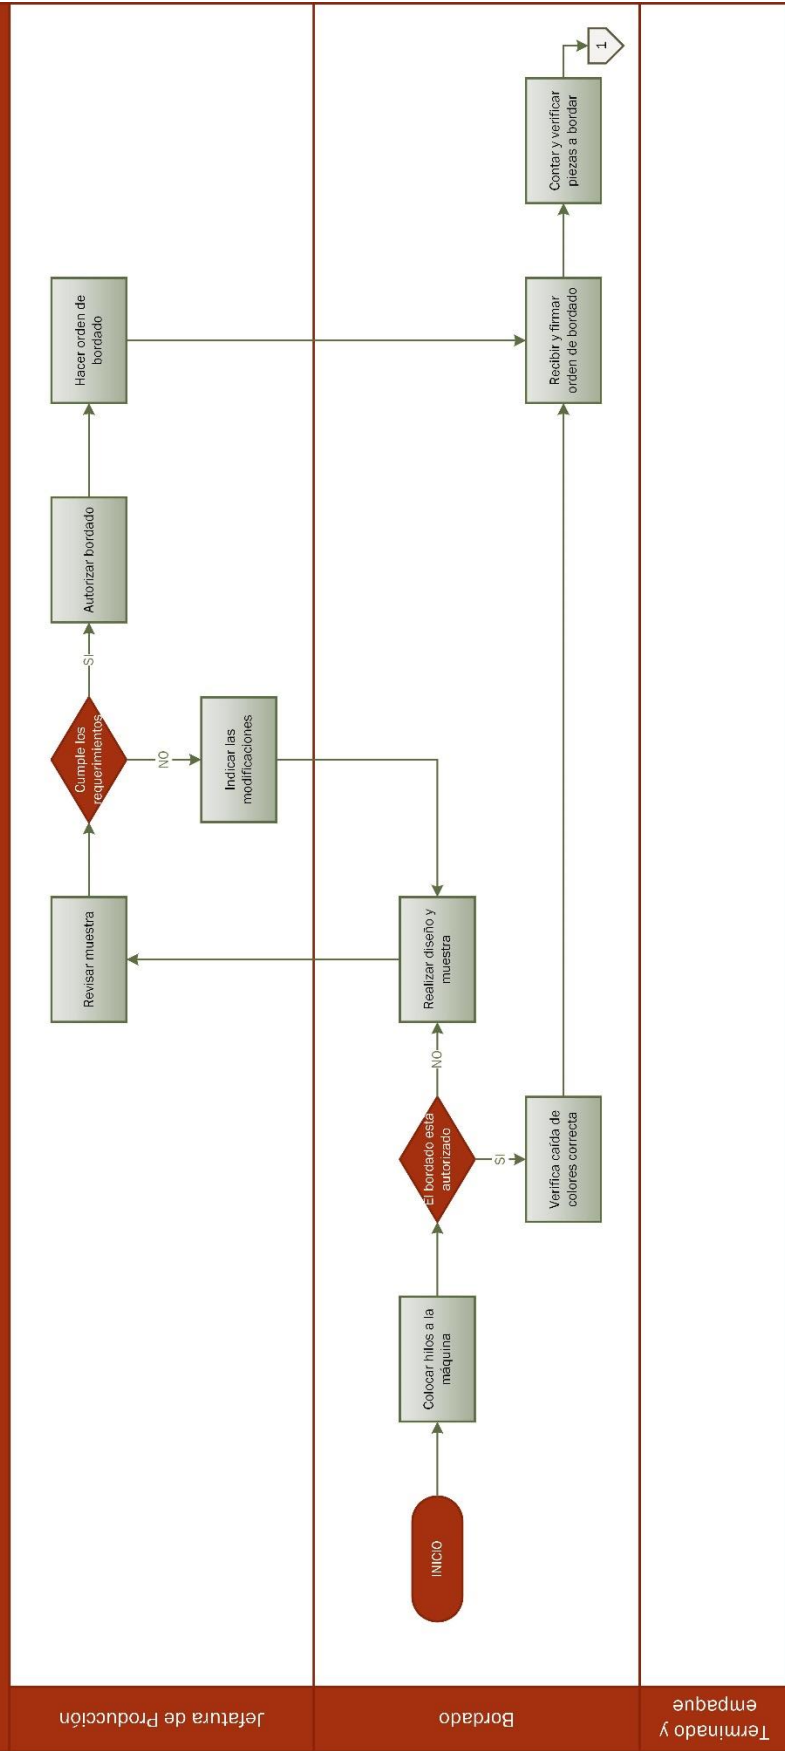 Jefatura de Producción
Revisar muestra
Cumple los
requerimientos
SI
NO
Autorizar bordado
Hacer orden de
bordado
Indicar las
modificaciones
Bordado
INICIO
Colocar hilos a la
máquina
El bordado esta
autorizado
NO
SI
Realizar diseño y
muestra
Verifica caída de
colores correcta
Recibir y firmar
orden de bordado
Contar y verificar
piezas a bordar
1
Terminado y
empaque